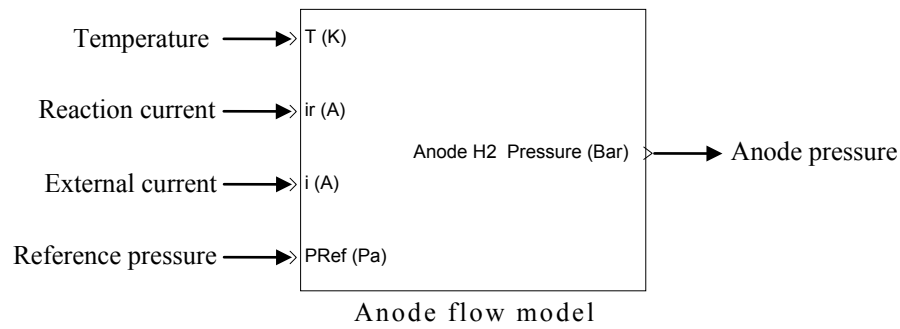 Temperature T (K)
Reaction current ir (A)
Anode H2 Pressure (Bar) Anode pressure
External current i (A)
Reference pressure PRef (Pa)
Anode flow model